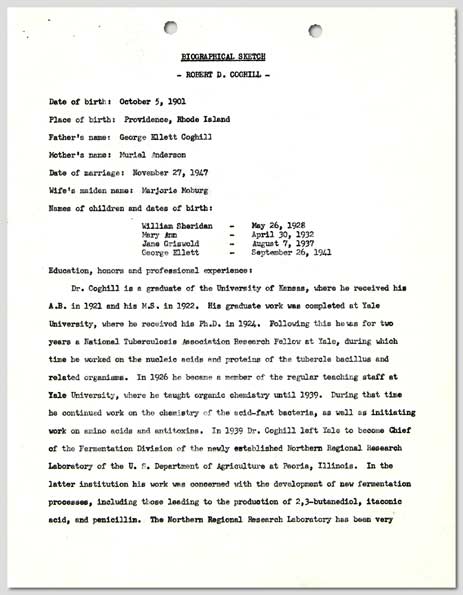 BIOGRAPHICAL SKETCH
- ROBERT D. COGHILL -
Date of birth: October 5, 1901
Place of birth: Providence, Rhode Island
Father's name: George Ellett Coghill
Mother's name: Muriel Anderson
Date of marriage: November 27, 1947
Wife's maiden name: Marjorie Moburg
Names of children and dates of birth:
William Sheridan - May 26, 1928
Mary Ann - April 30, 1932
Jane Griswold - August 7, 1937
George Ellett - September 26, 1941
Education, honors and professional experience:
Dr. Coghill is a graduate of the University of Kansas, where he received his
A.B. in 1921 and his M.S. in 1922. His graduate work was completed at Yale
University, where he received his Ph.D. in 1924. Following this he was for two
years a National Tuberculosis Association Research Fellow at Yale, during which
time he worked on the nucleic acids and proteins of the tubercle bacillus and
related organisms. In 1926 he became a member of the regular teaching staff at
Yale University, where he taught organic chemistry until 1939. During that time
he continued work on the chemistry of the acid-fast bacteria, as well as initiating
work on amino acids and antitoxins. In 1939 Dr. Coghill left Yale to become Chief
of the Fermentation Division of the newly established Northern Regional Research
Laboratory of the U. S. Department of Agriculture at Peoria, Illinois. In the
latter institution his work was concerned with the development of new fermentation
processes, including those leading to the production of 2,3-butanediol, itaconic
acid, and penicillin. The Northern Regional Research Laboratory has been very